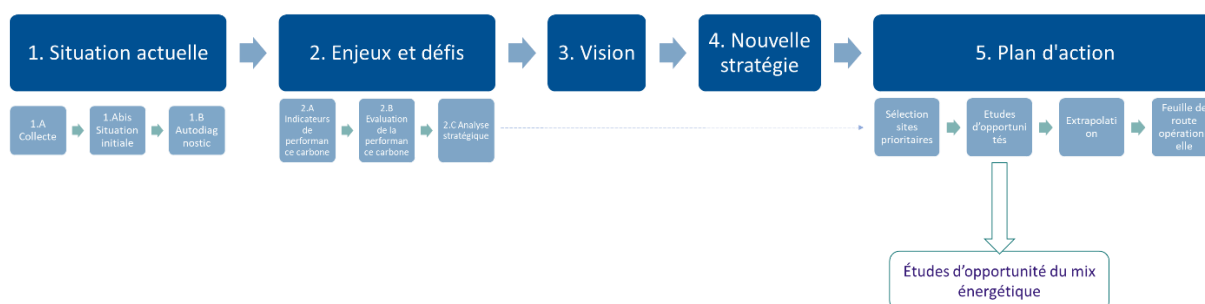 1. Situation actuelle
2. Enjeux et défis
3. Vision
4. Nouvelle
stratégie
5. Plan d'action
1.A
Collecte
1.Abis
Situation
initiale
1.B
Autodiag
nostic
2.A
Indicateurs
de
performan
ce carbone
2.B
Evaluation
de la
performan
ce carbone
2.C Analyse
stratégique
Sélection
sites
prioritaires
Etudes
d'opportuni
tés
Extrapolati
on
Feuille de
route
opération
elle
Études d'opportunité du mix
énergétique